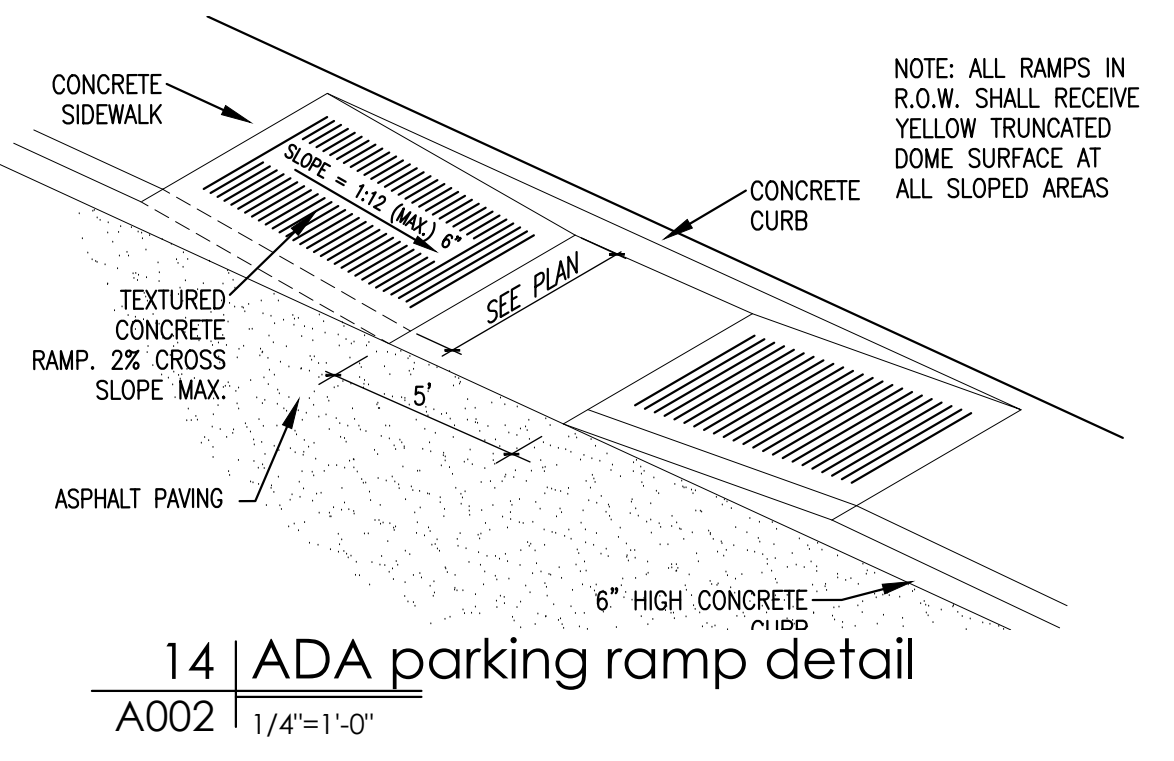 CONCRETE
SIDEWALK
NOTE: ALL RAMPS IN
R.O.W. SHALL RECEIVE
YELLOW TRUNCATED
DOME SURFACE AT
ALL SLOPED AREAS
SLOPE = 1:12 (MAX.) 6"
CONCRETE
CURB
SEE PLAN
TEXTURED
CONCRETE
RAMP. 2% CROSS
SLOPE MAX.
5'
ASPHALT PAVING
6" HIGH CONCRETE
CURB
14 ADA parking ramp detail
A002 1/4"=1'-0"